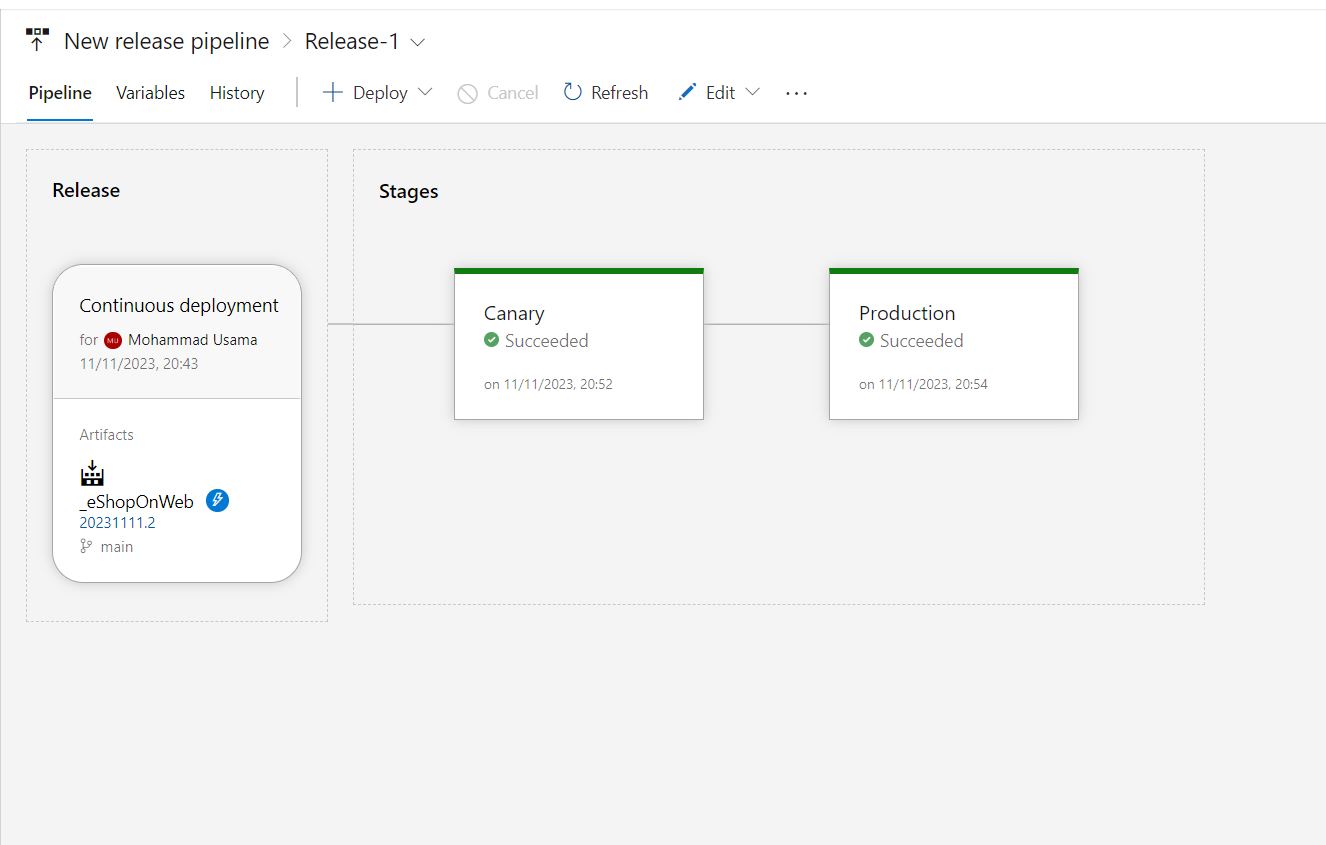 New release pipeline > Release-1
Pipeline Variables History Deploy Cancel Refresh Edit ...
Release
Continuous deployment
for MU Mohammad Usama
11/11/2023, 20:43
Artifacts
_eShopOnWeb
20231111.2
main
Stages
Canary
Succeeded
on 11/11/2023, 20:52
Production
Succeeded
on 11/11/2023, 20:54